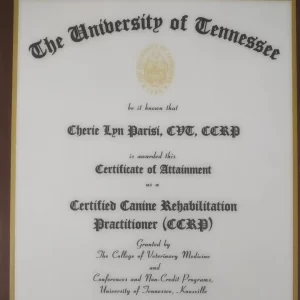 The University of Tennessee
be it known that
Cherie Lyn Parisi, CVT, CCRP
is awarded this
Certificate of Attainment
as a
Certified Canine Rehabilitation
Practitioner (CCRP)
Granted by
The College of Veterinary Medicine
and
Conferences and Non-Credit Programs,
University of Tennessee, Knoxville